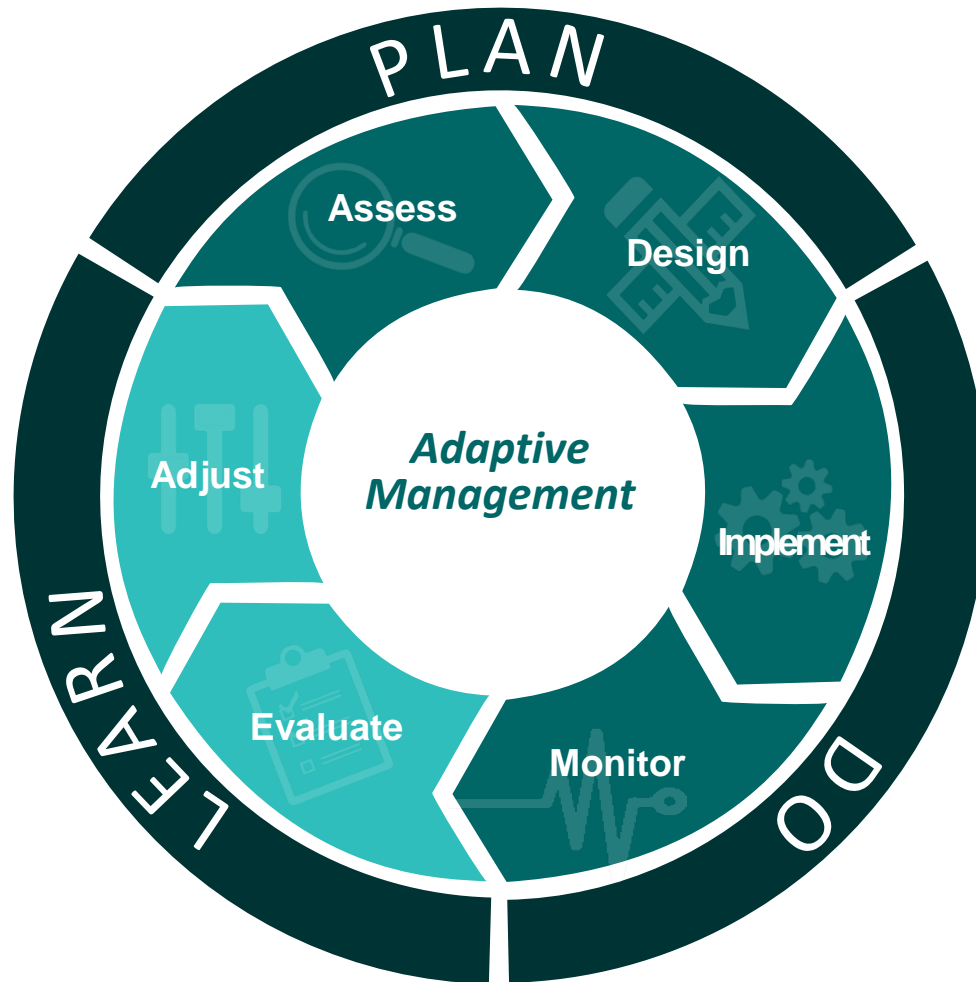 PLAN
Assess
Design
Adjust
Adaptive
Management
Implement
Evaluate
Monitor
LEARN
DO